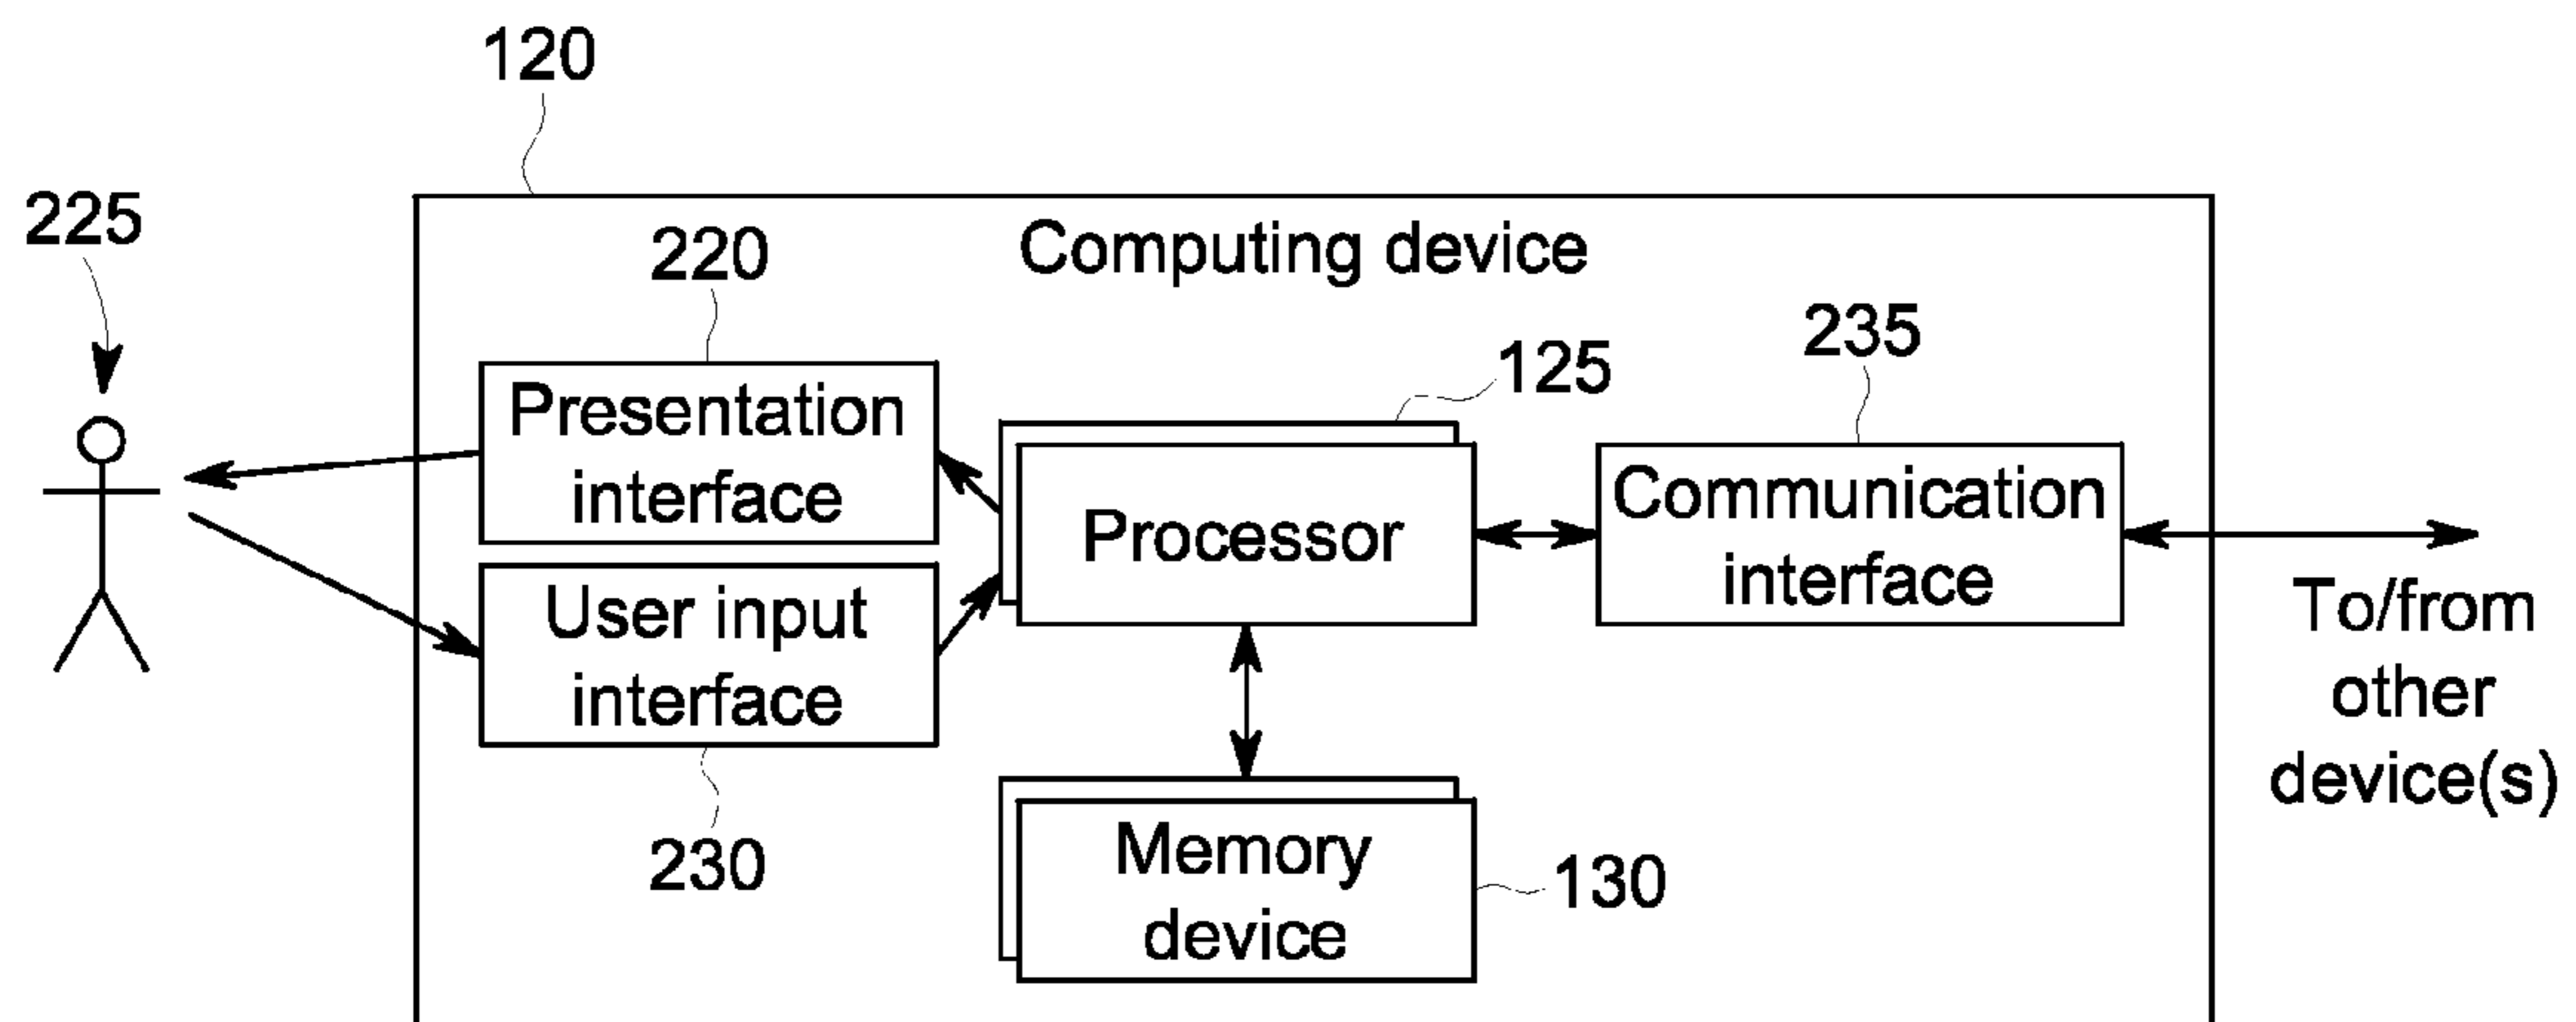 120
225
Computing device
220
235
125
Presentation
interface
Processor
Communication
interface
User input
interface
To/from
other
device(s)
230
Memory
device
130